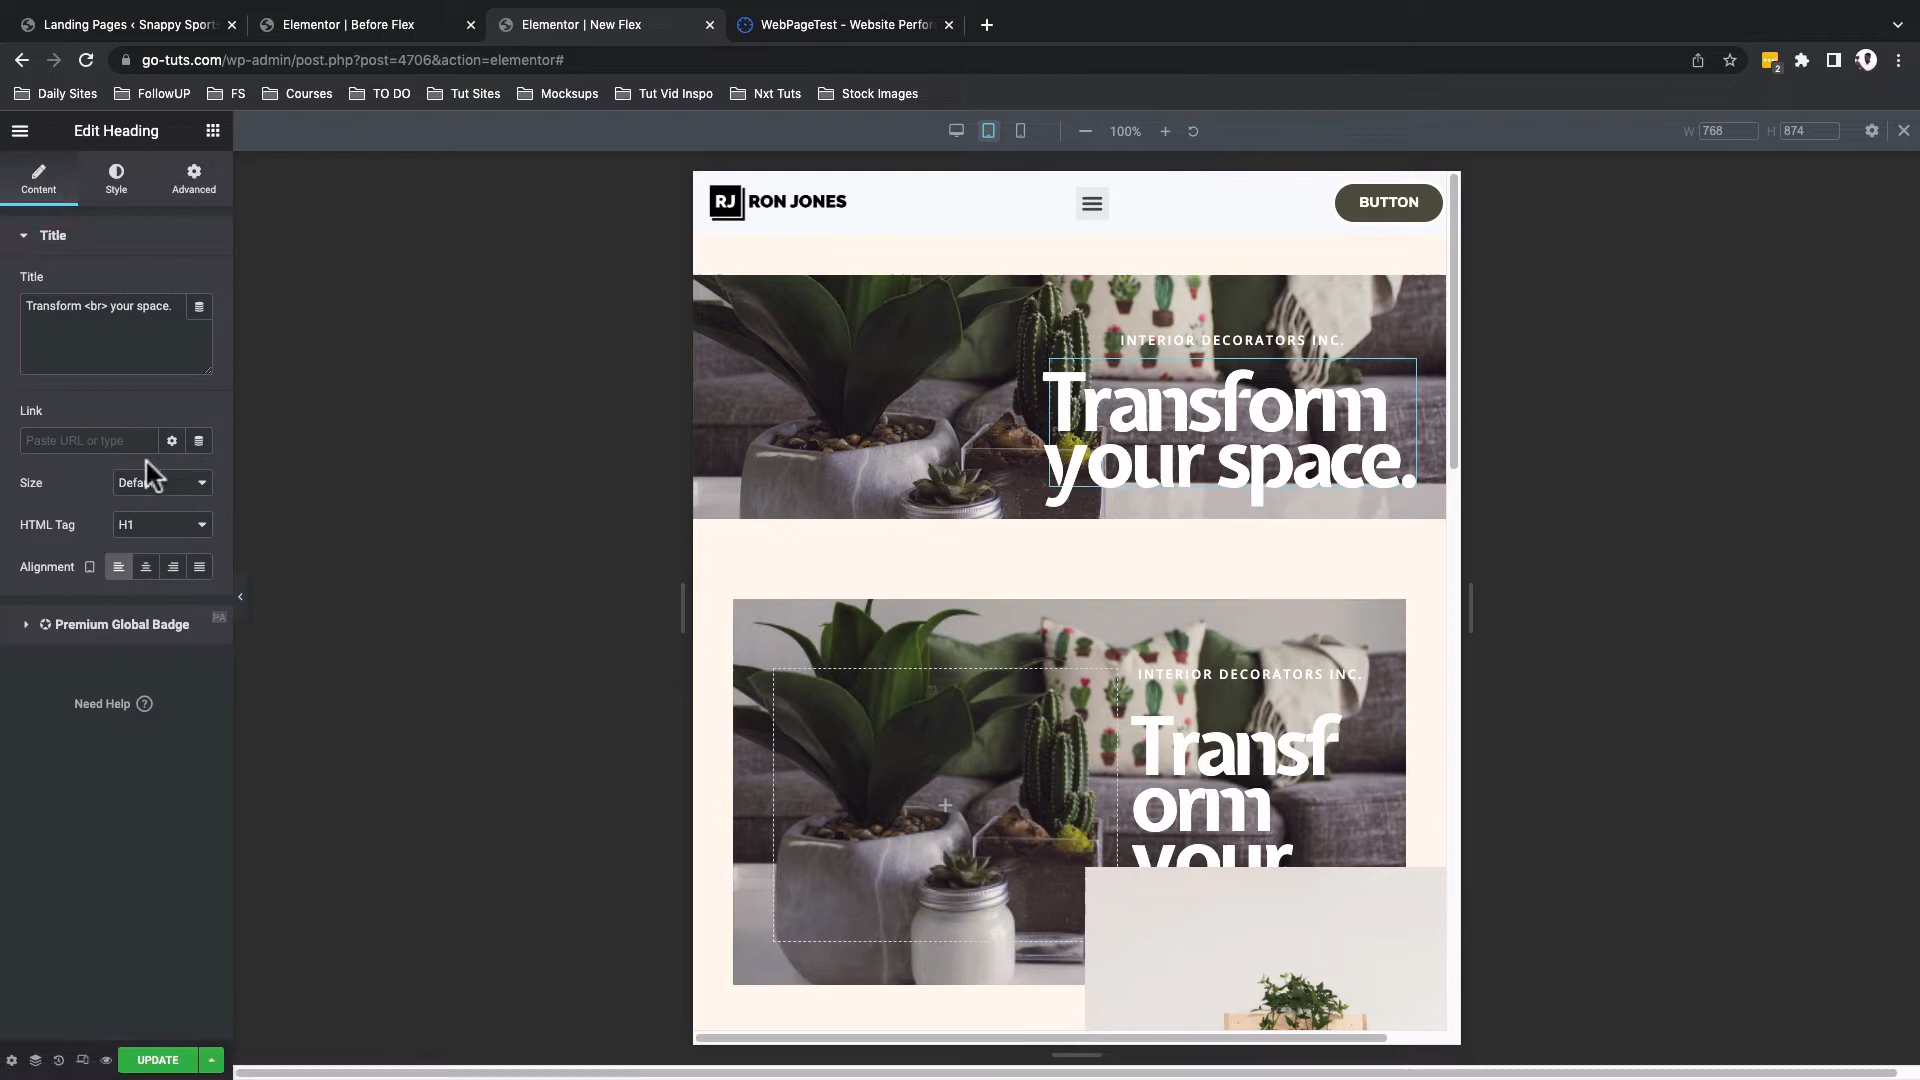 Landing Pages ‹ Snappy Sport
Elementor | Before Flex
Elementor | New Flex
WebPageTest - Website Perfor
go-tuts.com/wp-admin/post.php?post=4706&action=elementor#
2
Daily Sites
FollowUP
FS
Courses
TO DO
Tut Sites
Mocksups
Tut Vid Inspo
Nxt Tuts
Stock Images
Edit Heading
100%
W 768
H 874
Content
Style
Advanced
Title
Title
Transform <br> your space.
Link
Paste URL or type
Size
HTML Tag
H1
Alignment
Premium Global Badge
PA
Need Help ?
UPDATE
RJ RON JONES
BUTTON
INTERIOR DECORATORS INC.
Transform
your space.
INTERIOR DECORATORS INC.
Transf
orm
your